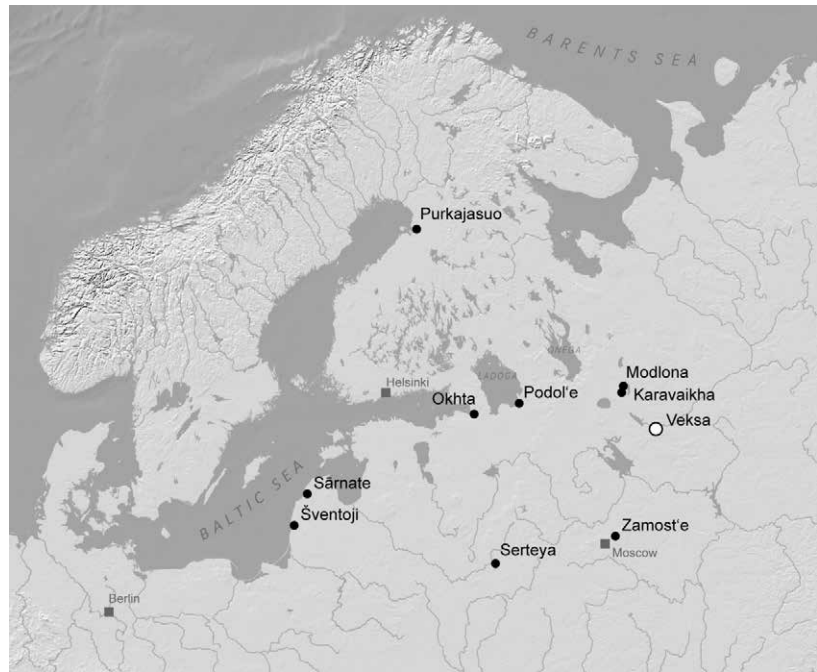 BARENTS SEA
Purkajasuo
Helsinki
LADOGA
ONEGA
Modlona
Karavaikha
Okhta
Podol‘e
Veksa
BALTIC SEA
Sārnate
Šventoji
Zamost‘e
Serteya
Moscow
Berlin